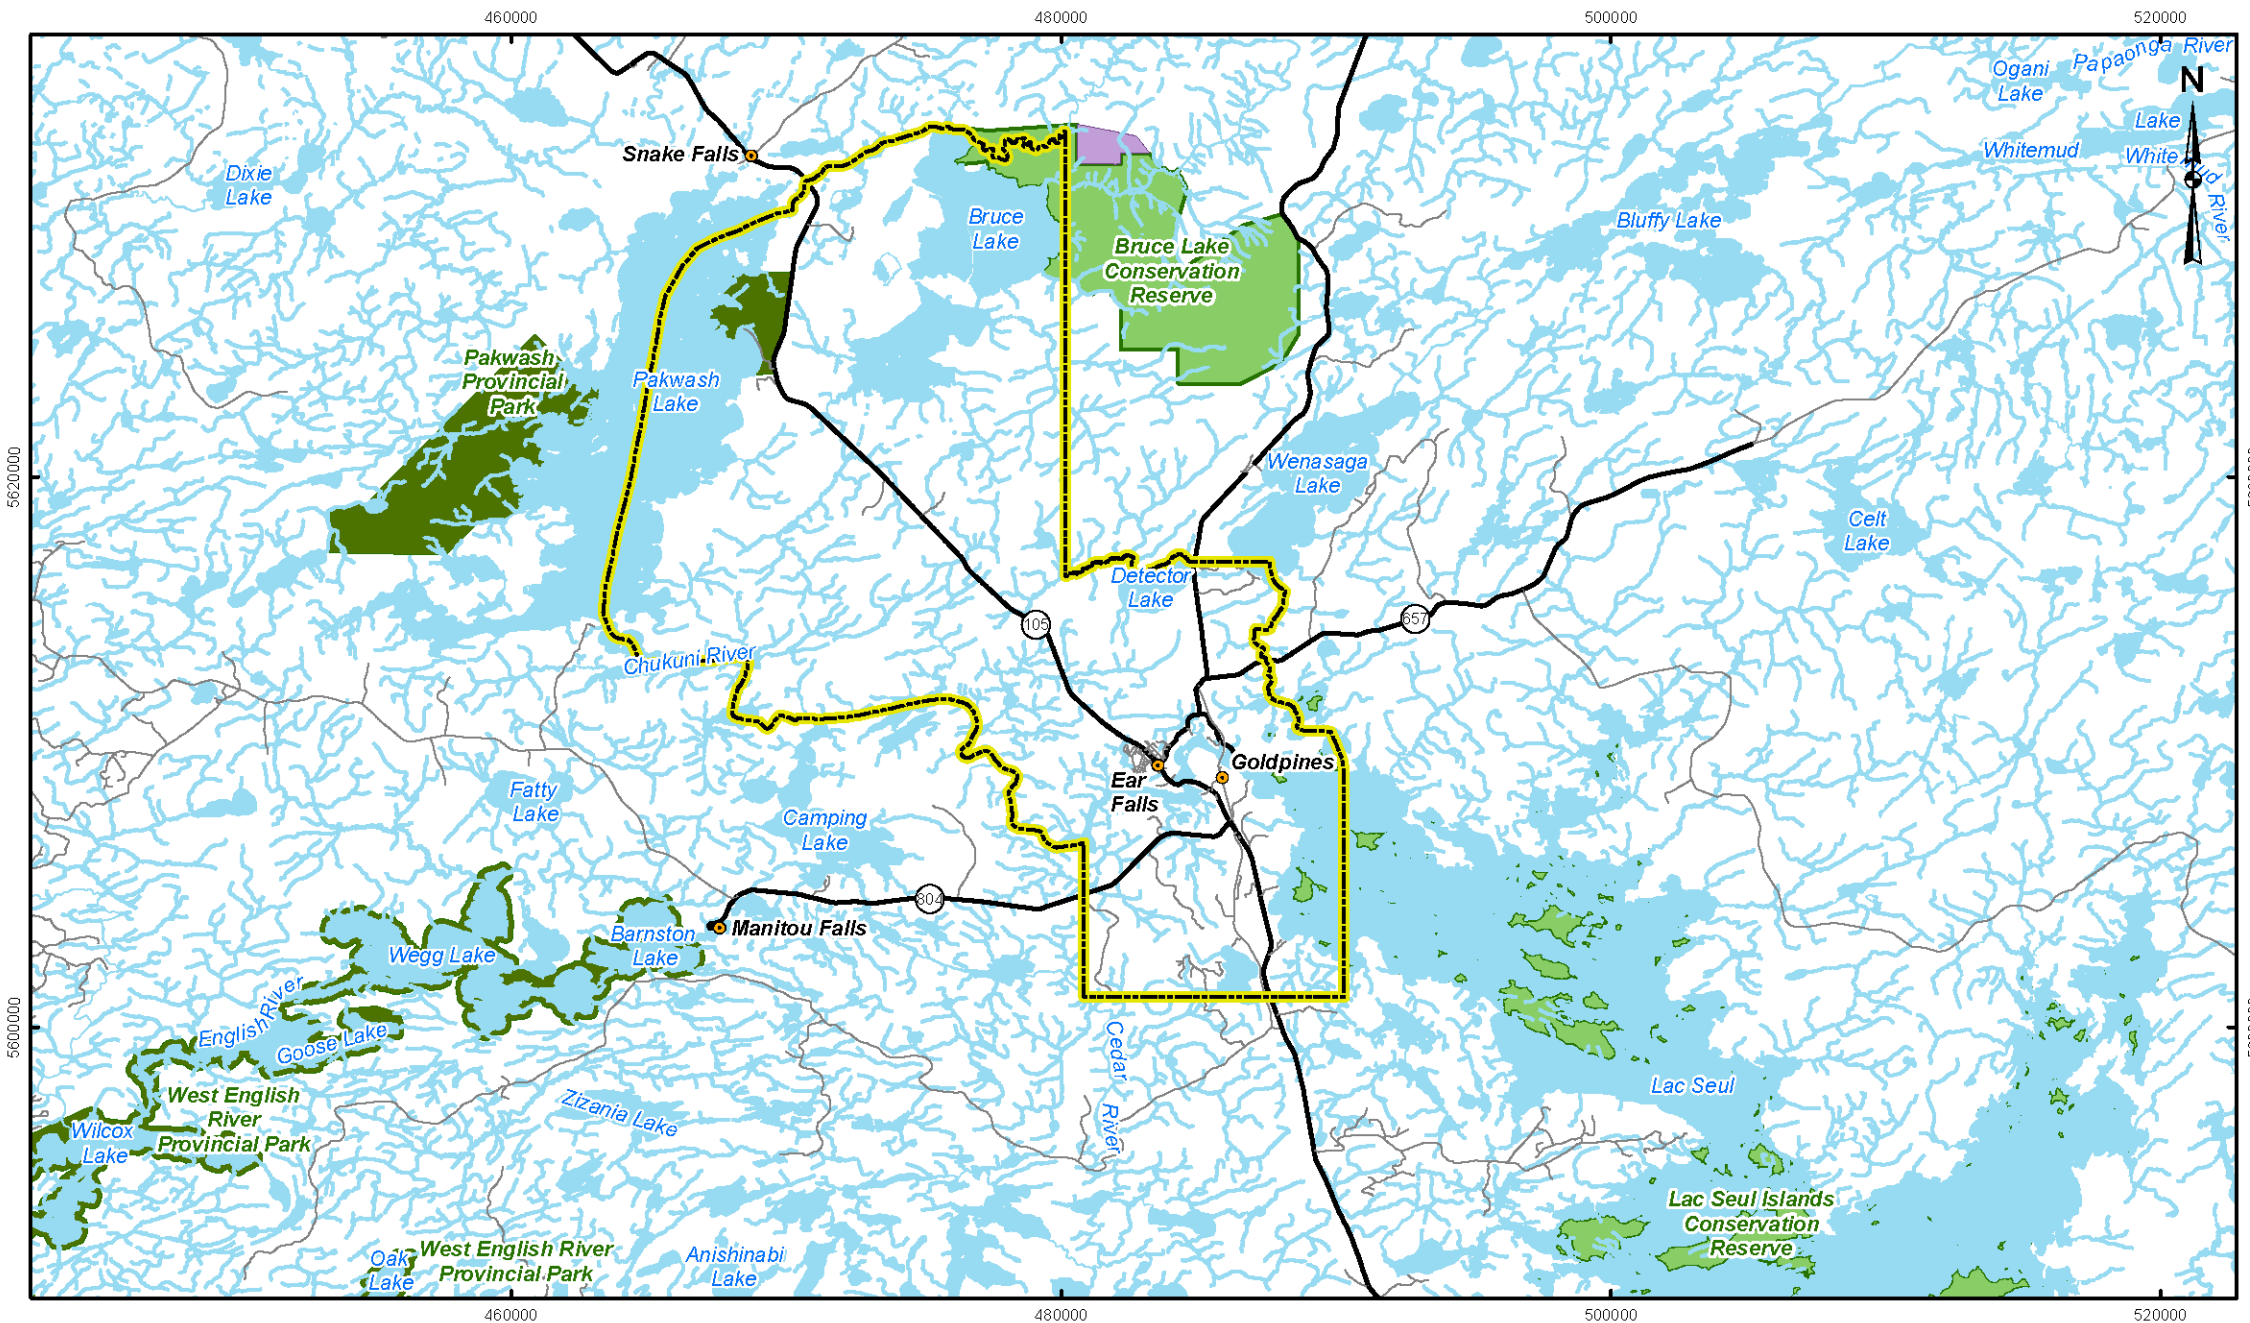 460000
480000
500000
520000
Papaonga River
Ogani
Lake
N
Lake
Snake Falls
Whitemud
Whitemud River
Dixie
Lake
Bruce
Lake
Bluffy Lake
Bruce Lake
Conservation
Reserve
Pakwash
Provincial
Park
Pakwash
Lake
5620000
Wenasaga
Lake
Celt
Lake
Detector
Lake
105
657
Chukuni River
Goldpines
Ear
Falls
Fatty
Lake
Camping
Lake
804
Manitou Falls
Barnston
Lake
Wegg Lake
English River
Goose Lake
5600000
Cedar River
Lac Seul
West English
River
Provincial Park
Zizania Lake
Wilcox
Lake
Lac Seul Islands
Conservation
Reserve
West English River
Provincial Park
Oak
Lake
Anishinabi
Lake
460000
480000
500000
520000